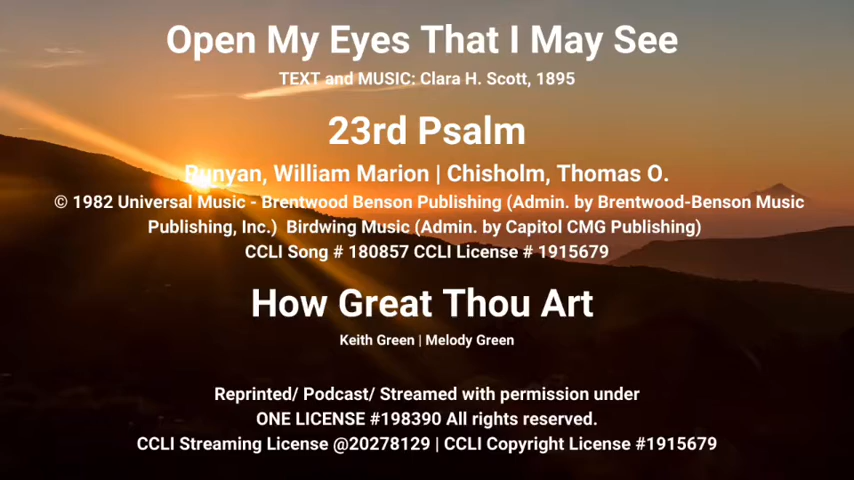 Open My Eyes That I May See
TEXT and MUSIC: Clara H. Scott, 1895
23rd Psalm
Runyan, William Marion | Chisholm, Thomas O.
© 1982 Universal Music - Brentwood Benson Publishing (Admin. by Brentwood-Benson Music
Publishing, Inc.) Birdwing Music (Admin. by Capitol CMG Publishing)
CCLI Song # 180857 CCLI License # 1915679
How Great Thou Art
Keith Green | Melody Green
Reprinted/ Podcast/ Streamed with permission under
ONE LICENSE #198390 All rights reserved.
CCLI Streaming License @20278129 | CCLI Copyright License #1915679